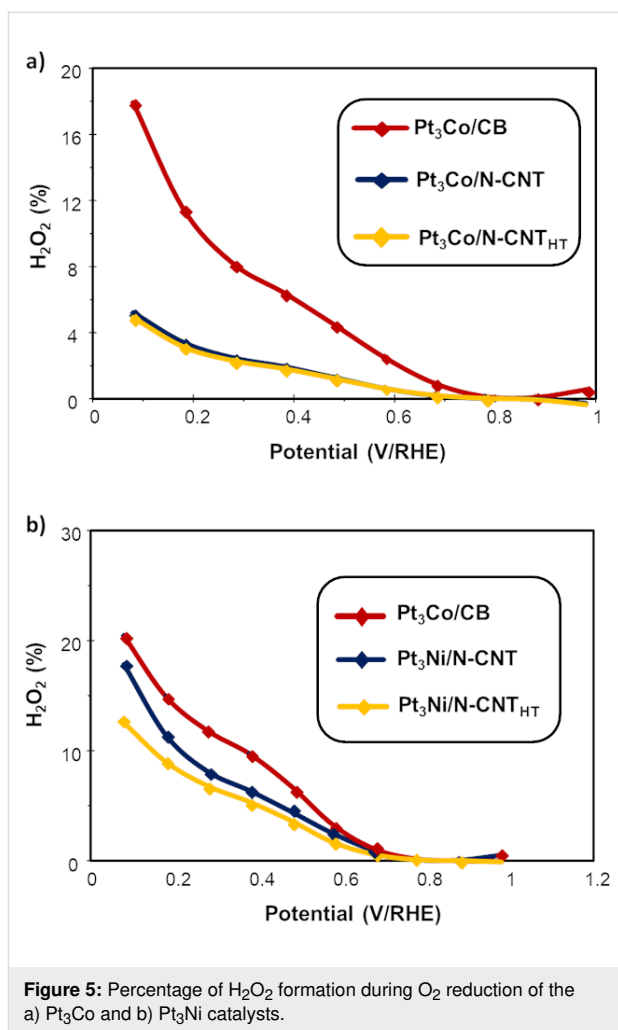 a)
20
16
12
8
4
0
H₂O₂ (%)
Pt₃Co/CB
Pt₃Co/N-CNT
Pt₃Co/N-CNT_HT
0 0.2 0.4 0.6 0.8 1
Potential (V/RHE)
b)
30
20
10
0
H₂O₂ (%)
Pt₃Co/CB
Pt₃Ni/N-CNT
Pt₃Ni/N-CNT_HT
0 0.2 0.4 0.6 0.8 1 1.2
Potential (V/RHE)
Figure 5: Percentage of H₂O₂ formation during O₂ reduction of the
a) Pt₃Co and b) Pt₃Ni catalysts.